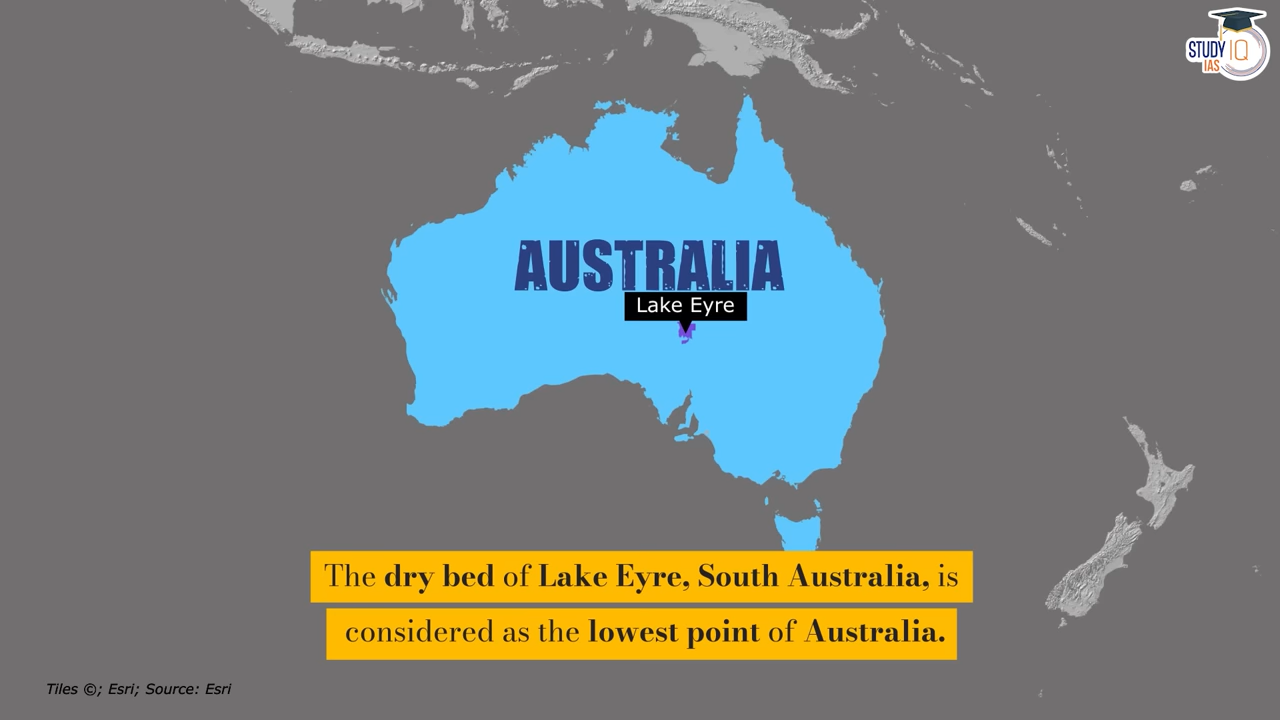 STUDY IQ
IAS
AUSTRALIA
Lake Eyre
The dry bed of Lake Eyre, South Australia, is
considered as the lowest point of Australia.
Tiles ©; Esri; Source: Esri